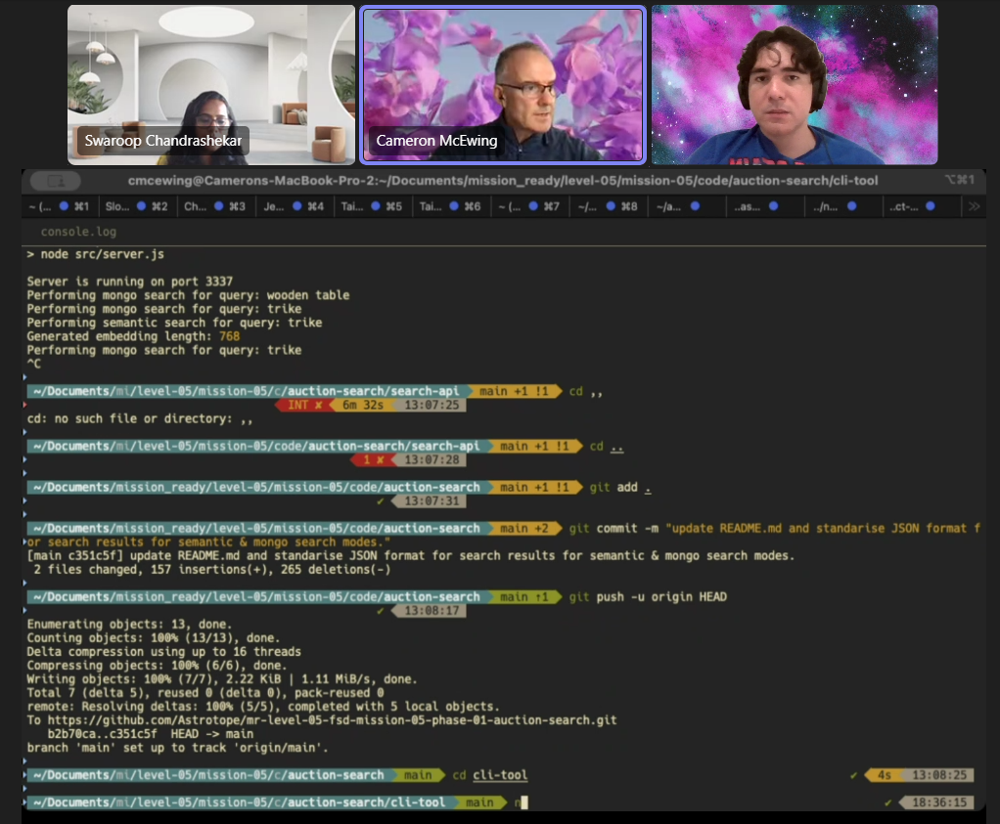 Swaroop Chandrashekar
Cameron McEwing
cmcewing@Camerons-MacBook-Pro-2:~/Documents/mission_ready/level-05/mission-05/code/auction-search/cli-tool ⌥⌘1
~ (... ⌘1 Slo... ⌘2 Ch... ⌘3 Je... ⌘4 Tai... ⌘5 Tai... ⌘6 ~ (... ⌘7 ~/... ⌘8 ~/a... ..as... ../n... ..ct-... >>
console.log
> node src/server.js
Server is running on port 3337
Performing mongo search for query: wooden table
Performing mongo search for query: trike
Performing semantic search for query: trike
Generated embedding length: 768
Performing mongo search for query: trike
^C
~/Documents/mi/level-05/mission-05/c/auction-search/search-api main +1 !1 cd ,,
INT ✘ 6m 32s 13:07:25
cd: no such file or directory: ,,
~/Documents/mi/level-05/mission-05/code/auction-search/search-api main +1 !1 cd ..
1 ✘ 13:07:28
~/Documents/mission_ready/level-05/mission-05/code/auction-search main +1 !1 git add .
✔ 13:07:31
~/Documents/mission_ready/level-05/mission-05/code/auction-search main +2 git commit -m "update README.md and standarise JSON format f
or search results for semantic & mongo search modes."
[main c351c5f] update README.md and standarise JSON format for search results for semantic & mongo search modes.
2 files changed, 157 insertions(+), 265 deletions(-)
~/Documents/mission_ready/level-05/mission-05/code/auction-search main ⇡1 git push -u origin HEAD
✔ 13:08:17
Enumerating objects: 13, done.
Counting objects: 100% (13/13), done.
Delta compression using up to 16 threads
Compressing objects: 100% (6/6), done.
Writing objects: 100% (7/7), 2.22 KiB | 1.11 MiB/s, done.
Total 7 (delta 5), reused 0 (delta 0), pack-reused 0
remote: Resolving deltas: 100% (5/5), completed with 5 local objects.
To https://github.com/Astrotope/mr-level-05-fsd-mission-05-phase-01-auction-search.git
b2b70ca..c351c5f HEAD -> main
branch 'main' set up to track 'origin/main'.
~/Documents/mi/level-05/mission-05/c/auction-search main cd cli-tool ✔ 4s 13:08:25
~/Documents/mi/level-05/mission-05/c/auction-search/cli-tool main n ✔ 18:36:15